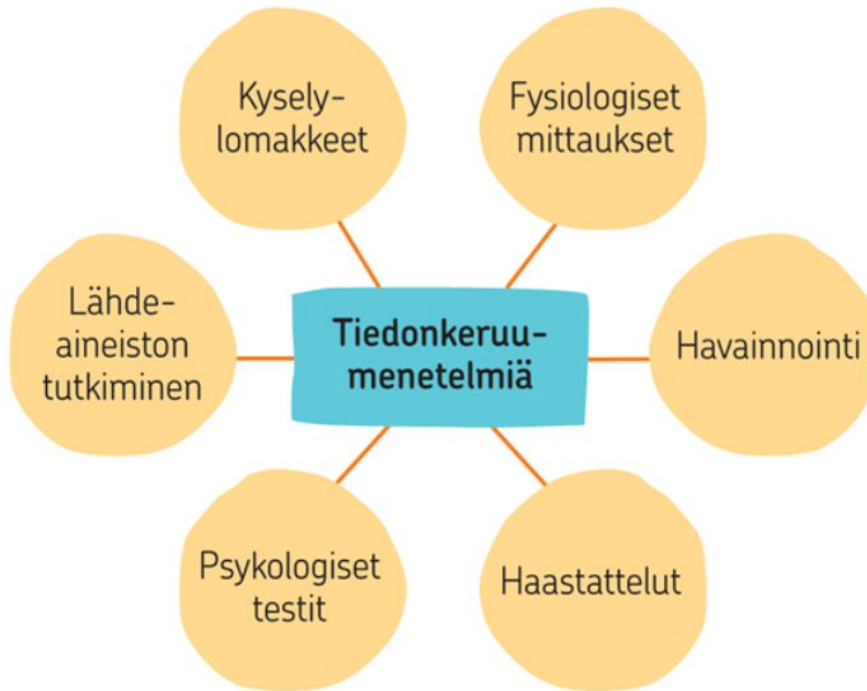 Kysely-
lomakkeet
Fysiologiset
mittaukset
Lähde-
aineiston
tutkiminen
Tiedonkeruu-
menetelmiä
Havainnointi
Psykologiset
testit
Haastattelut